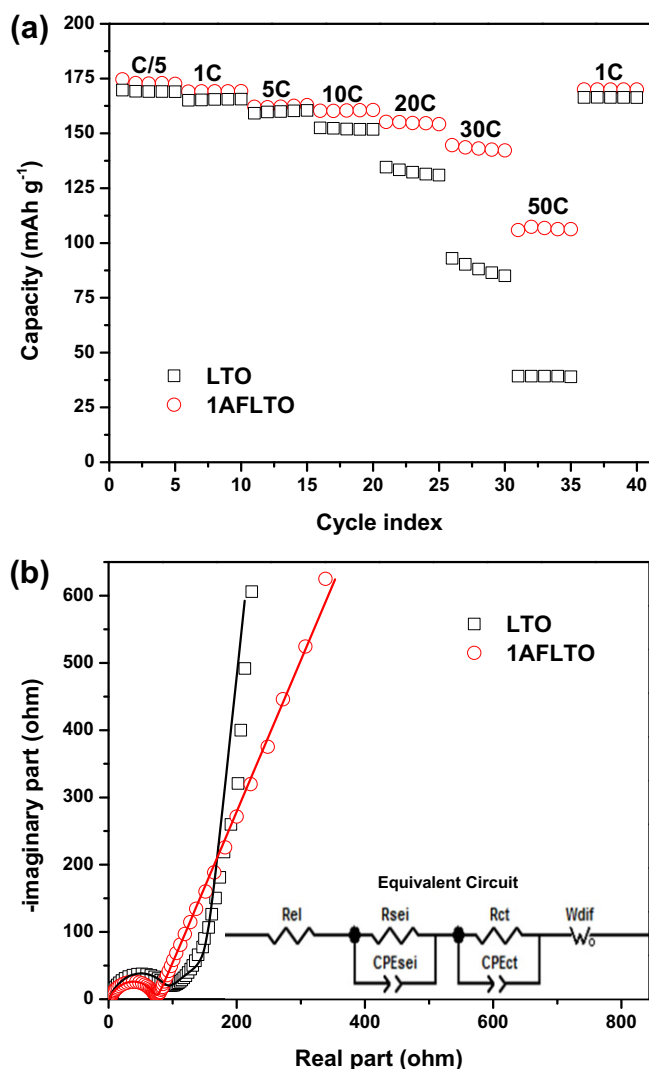 (a)
200
175
150
125
100
75
50
25
0
Capacity (mAh g⁻¹)
C/5
1C
5C
10C
20C
30C
50C
1C
LTO
1AFLTO
0 5 10 15 20 25 30 35 40
Cycle index
(b)
600
500
400
300
200
100
0
-imaginary part (ohm)
LTO
1AFLTO
Equivalent Circuit
Rel Rsei Rct Wdif
CPEsei CPEct
o
0 200 400 600 800
Real part (ohm)